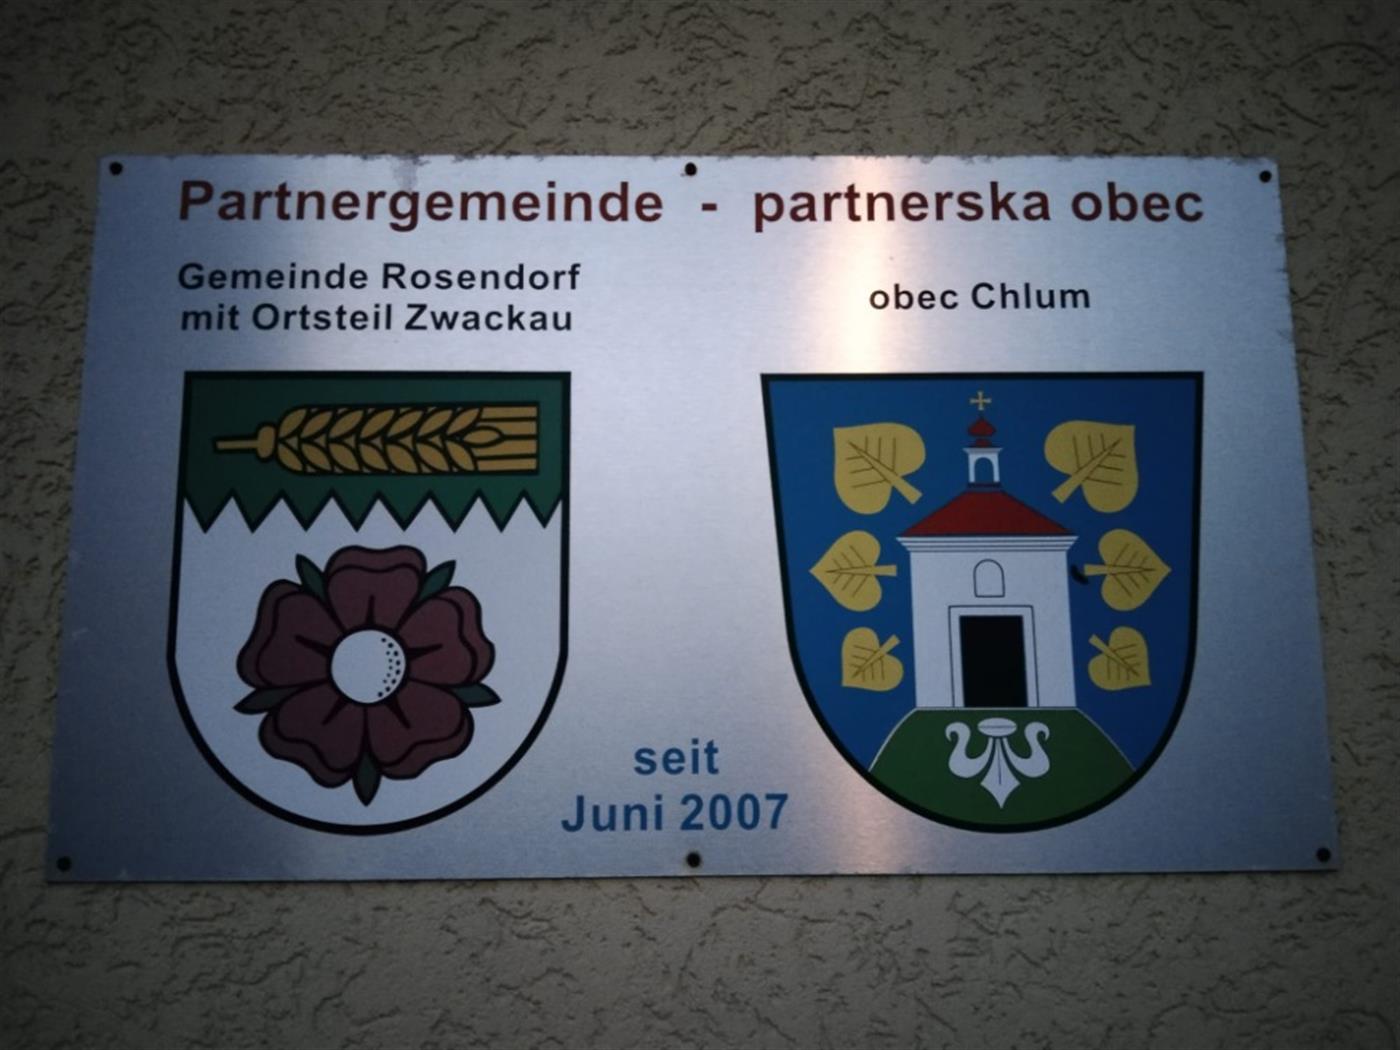 Partnergemeinde - partnerska obec
Gemeinde Rosendorf
mit Ortsteil Zwackau
obec Chlum
seit
Juni 2007